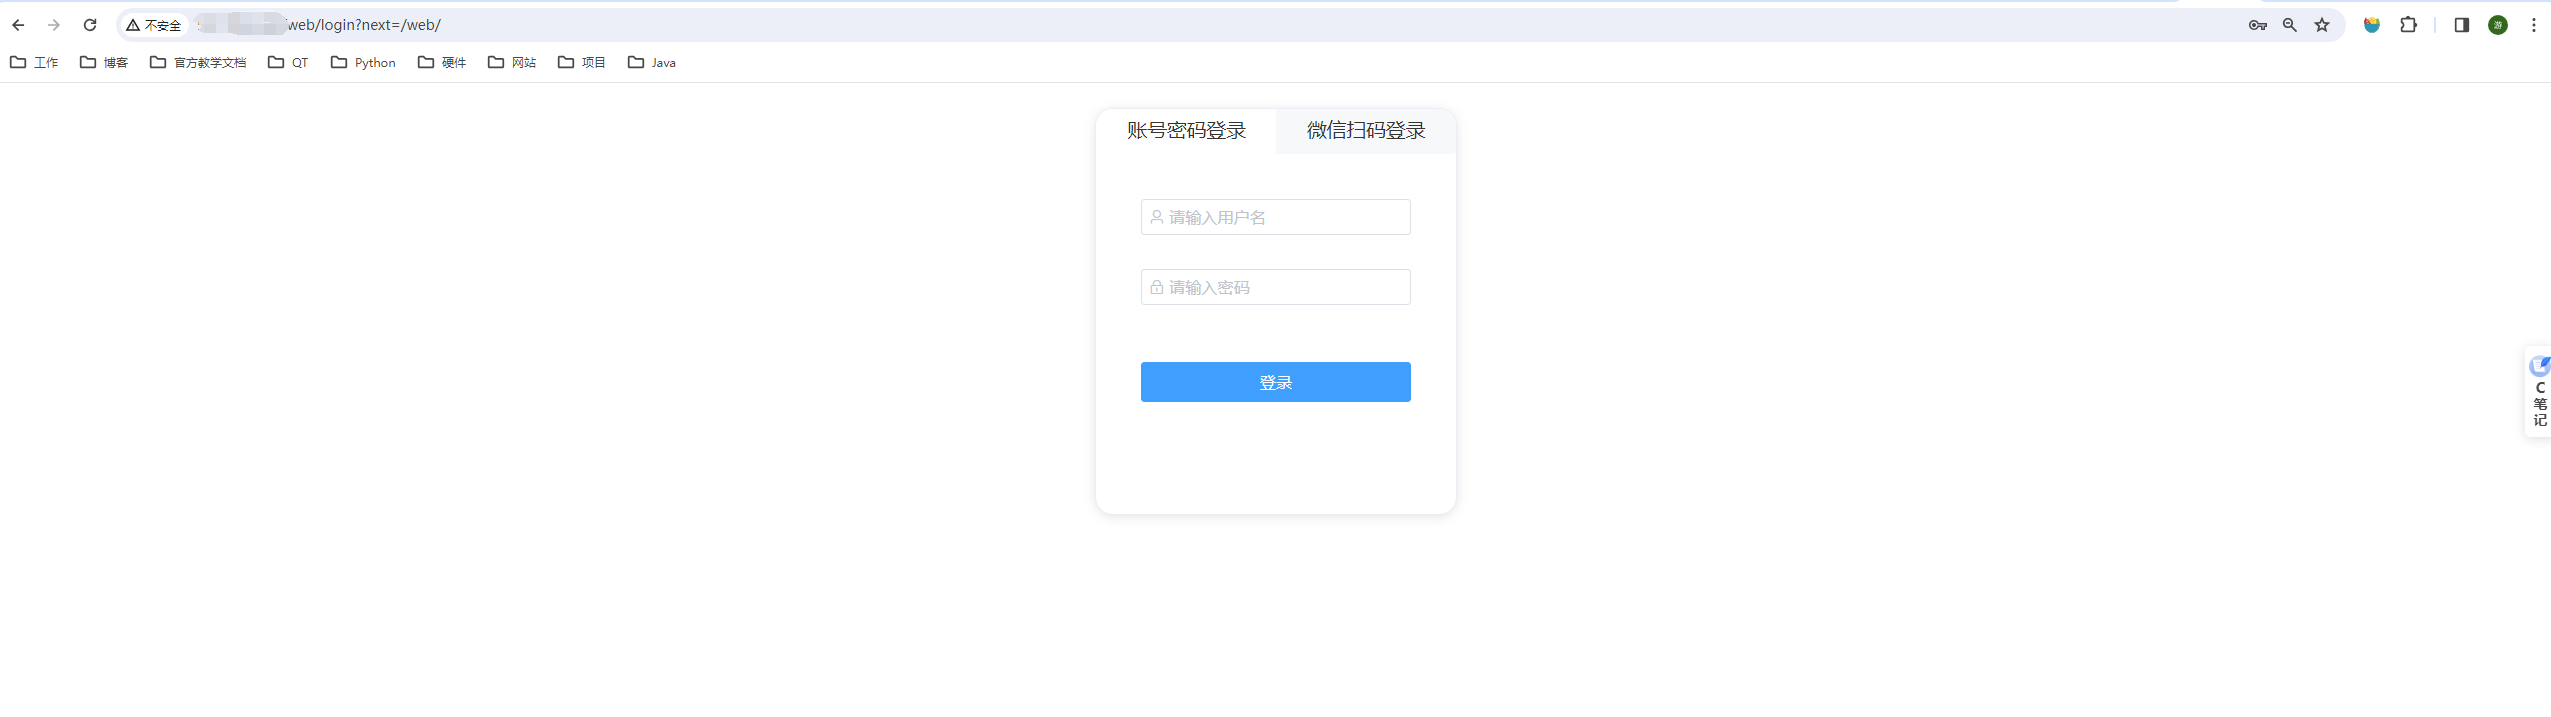 不安全 /web/login?next=/web/
工作 博客 官方教学文档 QT Python 硬件 网站 项目 Java
账号密码登录 微信扫码登录
请输入用户名
请输入密码
登录
C
笔
记
游